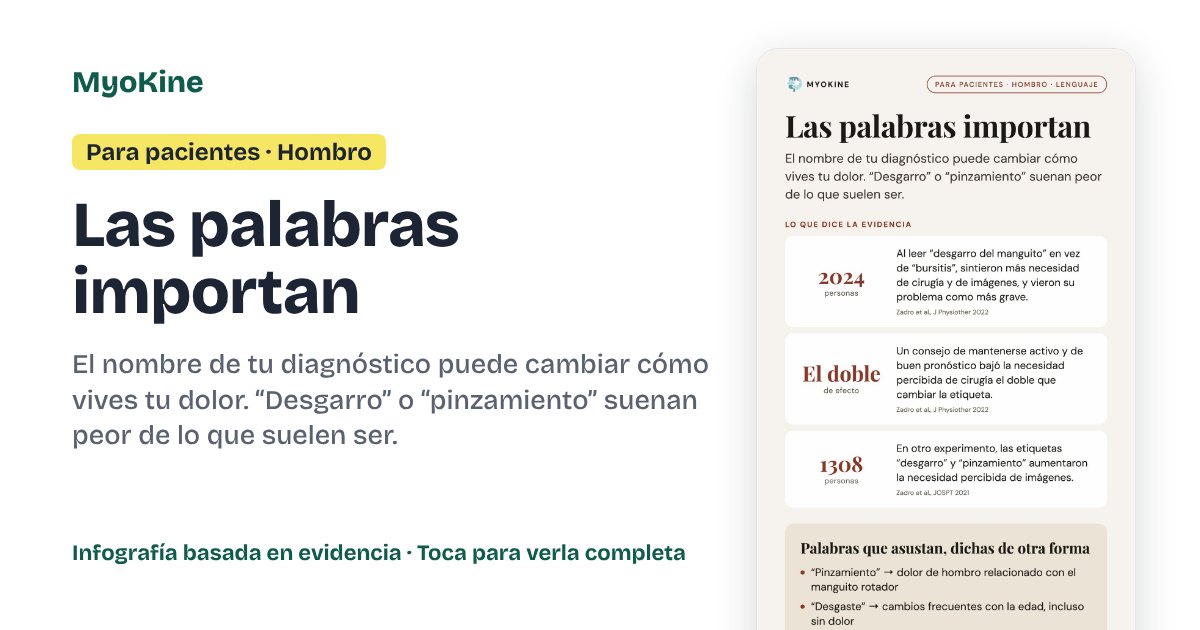 MyoKine
Para pacientes · Hombro
Las palabras
importan
El nombre de tu diagnóstico puede cambiar cómo
vives tu dolor. “Desgarro” o “pinzamiento” suenan
peor de lo que suelen ser.
Infografía basada en evidencia · Toca para verla completa
MYOKINE
PARA PACIENTES · HOMBRO · LENGUAJE
Las palabras importan
El nombre de tu diagnóstico puede cambiar cómo
vives tu dolor. “Desgarro” o “pinzamiento” suenan peor
de lo que suelen ser.
LO QUE DICE LA EVIDENCIA
2024
personas
Al leer “desgarro del manguito” en vez
de “bursitis”, sintieron más necesidad
de cirugía y de imágenes, y vieron su
problema como más grave.
Zadro et al., J Physiother 2022
El doble
de efecto
Un consejo de mantenerse activo y de
buen pronóstico bajó la necesidad
percibida de cirugía el doble que
cambiar la etiqueta.
Zadro et al., J Physiother 2022
1308
personas
En otro experimento, las etiquetas
“desgarro” y “pinzamiento” aumentaron
la necesidad percibida de imágenes.
Zadro et al., JOSPT 2021
Palabras que asustan, dichas de otra forma
• “Pinzamiento” → dolor de hombro relacionado con el
manguito rotador
• “Desgaste” → cambios frecuentes con la edad, incluso
sin dolor